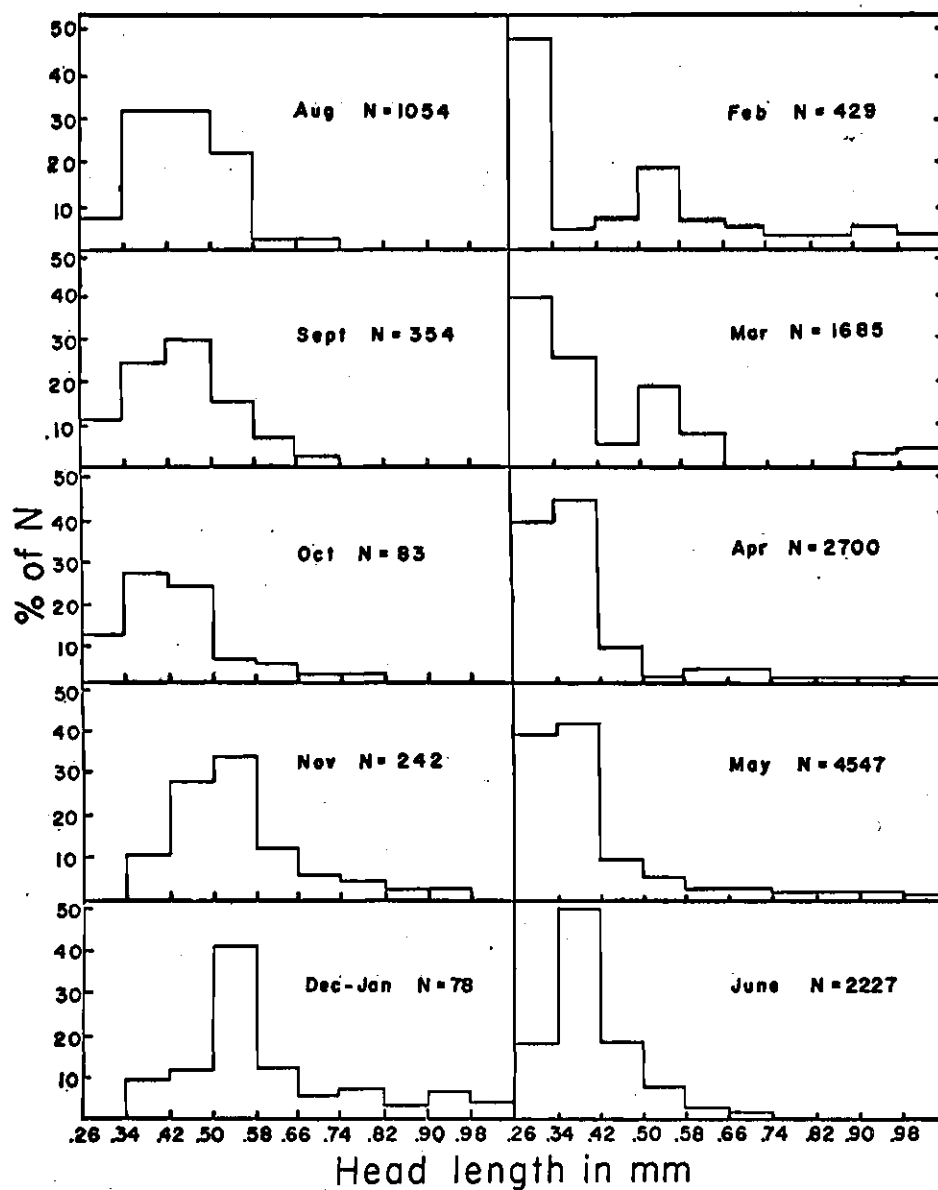 50
40
30
20
10
Aug N=1054
Feb N=429
50
40
30
20
10
Sept N=354
Mar N=1685
50
40
30
20
10
Oct N=83
Apr N=2700
50
40
30
20
10
Nov N=242
May N=4547
50
40
30
20
10
Dec-Jan N=78
June N=2227
% of N
.26 .34 .42 .50 .58 .66 .74 .82 .90 .98 .26 .34 .42 .50 .58 .66 .74 .82 .90 .98
Head length in mm